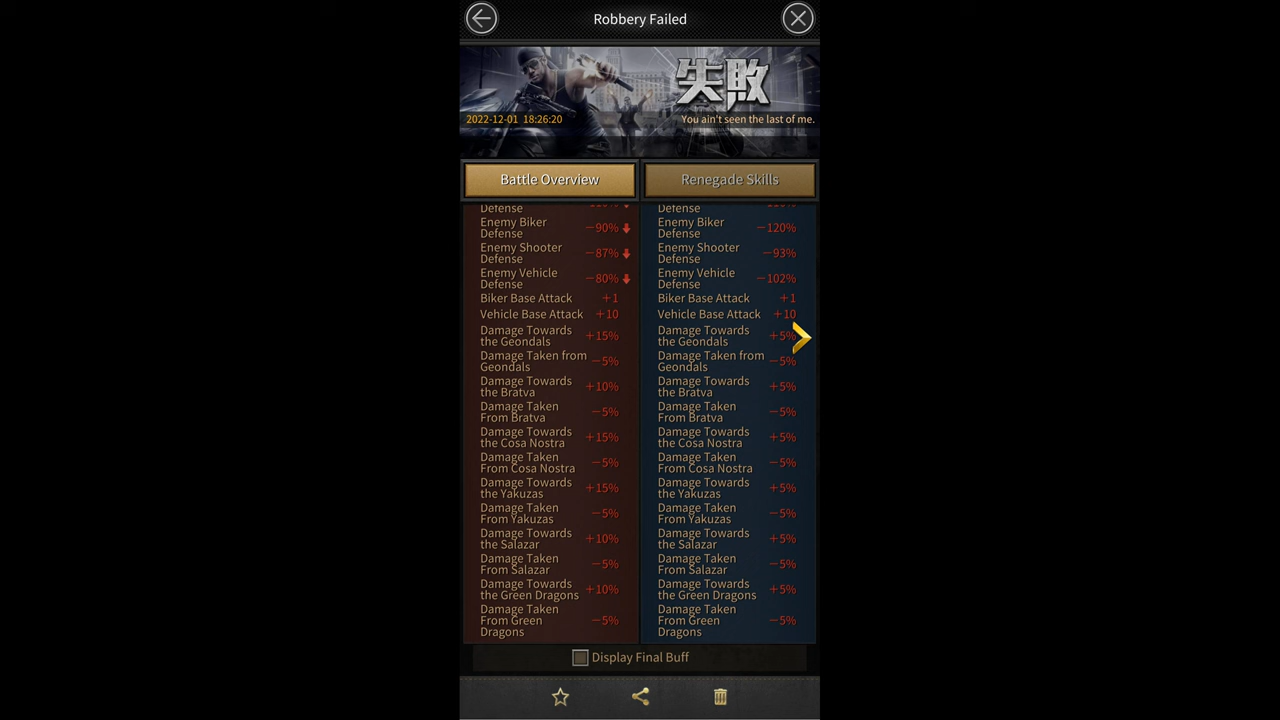 Robbery Failed
失敗
2022-12-01 18:26:20
You ain't seen the last of me.
Battle Overview
Renegade Skills
Defense
Enemy Biker
Defense
−90%
Enemy Shooter
Defense
−87%
Enemy Vehicle
Defense
−80%
Biker Base Attack +1
Vehicle Base Attack +10
Damage Towards
the Geondals
+15%
Damage Taken from
Geondals
−5%
Damage Towards
the Bratva
+10%
Damage Taken
From Bratva
−5%
Damage Towards
the Cosa Nostra
+15%
Damage Taken
From Cosa Nostra
−5%
Damage Towards
the Yakuzas
+15%
Damage Taken
From Yakuzas
−5%
Damage Towards
the Salazar
+10%
Damage Taken
From Salazar
−5%
Damage Towards
the Green Dragons
+10%
Damage Taken
From Green
Dragons
−5%
Defense
Enemy Biker
Defense
−120%
Enemy Shooter
Defense
−93%
Enemy Vehicle
Defense
−102%
Biker Base Attack +1
Vehicle Base Attack +10
Damage Towards
the Geondals
+5%
Damage Taken from
Geondals
−5%
Damage Towards
the Bratva
+5%
Damage Taken
From Bratva
−5%
Damage Towards
the Cosa Nostra
+5%
Damage Taken
From Cosa Nostra
−5%
Damage Towards
the Yakuzas
+5%
Damage Taken
From Yakuzas
−5%
Damage Towards
the Salazar
+5%
Damage Taken
From Salazar
−5%
Damage Towards
the Green Dragons
+5%
Damage Taken
From Green
Dragons
−5%
Display Final Buff